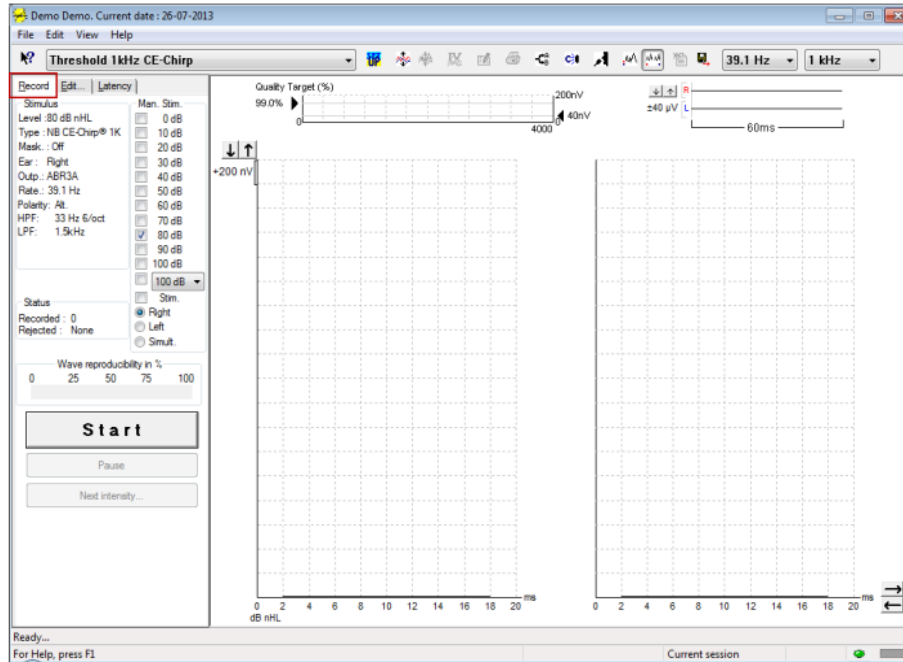 Demo Demo. Current date : 26-07-2013
File Edit View Help
Threshold 1kHz CE-Chirp
39.1 Hz
1 kHz
Record Edit... Latency
Stimulus
Level :80 dB nHL
Type : NB CE-Chirp® 1K
Mask. : Off
Ear : Right
Outp.: ABR3A
Rate.: 39.1 Hz
Polarity: Alt.
HPF: 33 Hz 6/oct
LPF: 1.5kHz
Man. Stim.
0 dB
10 dB
20 dB
30 dB
40 dB
50 dB
60 dB
70 dB
80 dB
90 dB
100 dB
100 dB
Stim.
Right
Left
Simult.
Status
Recorded : 0
Rejected : None
Wave reproducibility in %
0 25 50 75 100
Start
Pause
Next intensity...
Quality Target (%)
99.0%
0
4000
200nV
40nV
0
±40 µV
R
L
60ms
+200 nV
0 2 4 6 8 10 12 14 16 18 20 ms
dB nHL
0 2 4 6 8 10 12 14 16 18 20 ms
Ready...
For Help, press F1
Current session